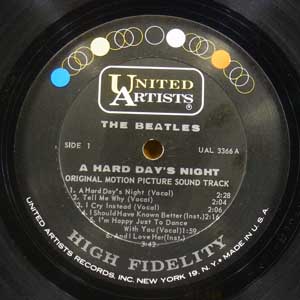 UNITED
ARTISTS
THE BEATLES
SIDE 1
UAL 3366 A
A HARD DAY'S NIGHT
ORIGINAL MOTION PICTURE SOUND TRACK
1. A Hard Day's Night (Vocal) 2:28
2. Tell Me Why (Vocal) 2:04
3. I Cry Instead (Vocal) 2:06
4. I Should Have Known Better (Inst.) 2:16
5. I'm Happy Just To Dance
With You (Vocal) 1:59
6. And I Love Her (Inst.)
3:42
HIGH FIDELITY
UNITED ARTISTS RECORDS, INC. NEW YORK 19, N.Y. • MADE IN U.S.A.